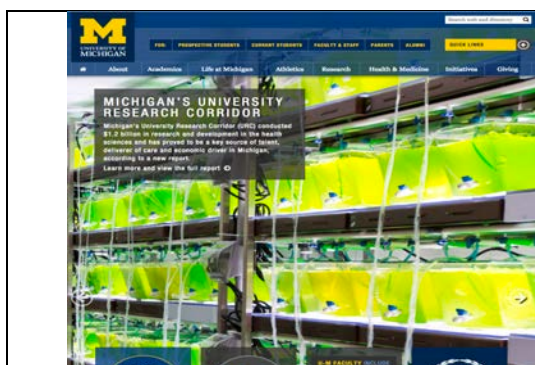 Search web and directory
M
UNIVERSITY OF
MICHIGAN
FOR: PROSPECTIVE STUDENTS CURRENT STUDENTS FACULTY & STAFF PARENTS ALUMNI QUICK LINKS
About Academics Life at Michigan Athletics Research Health & Medicine Initiatives Giving
MICHIGAN'S UNIVERSITY
RESEARCH CORRIDOR
Michigan's University Research Corridor (URC) conducted
$1.2 billion in research and development in the health
sciences and has proved to be a key source of talent,
deliverer of care and economic driver in Michigan,
according to a new report.
Learn more and view the full report
U-M FACULTY INCLUDE